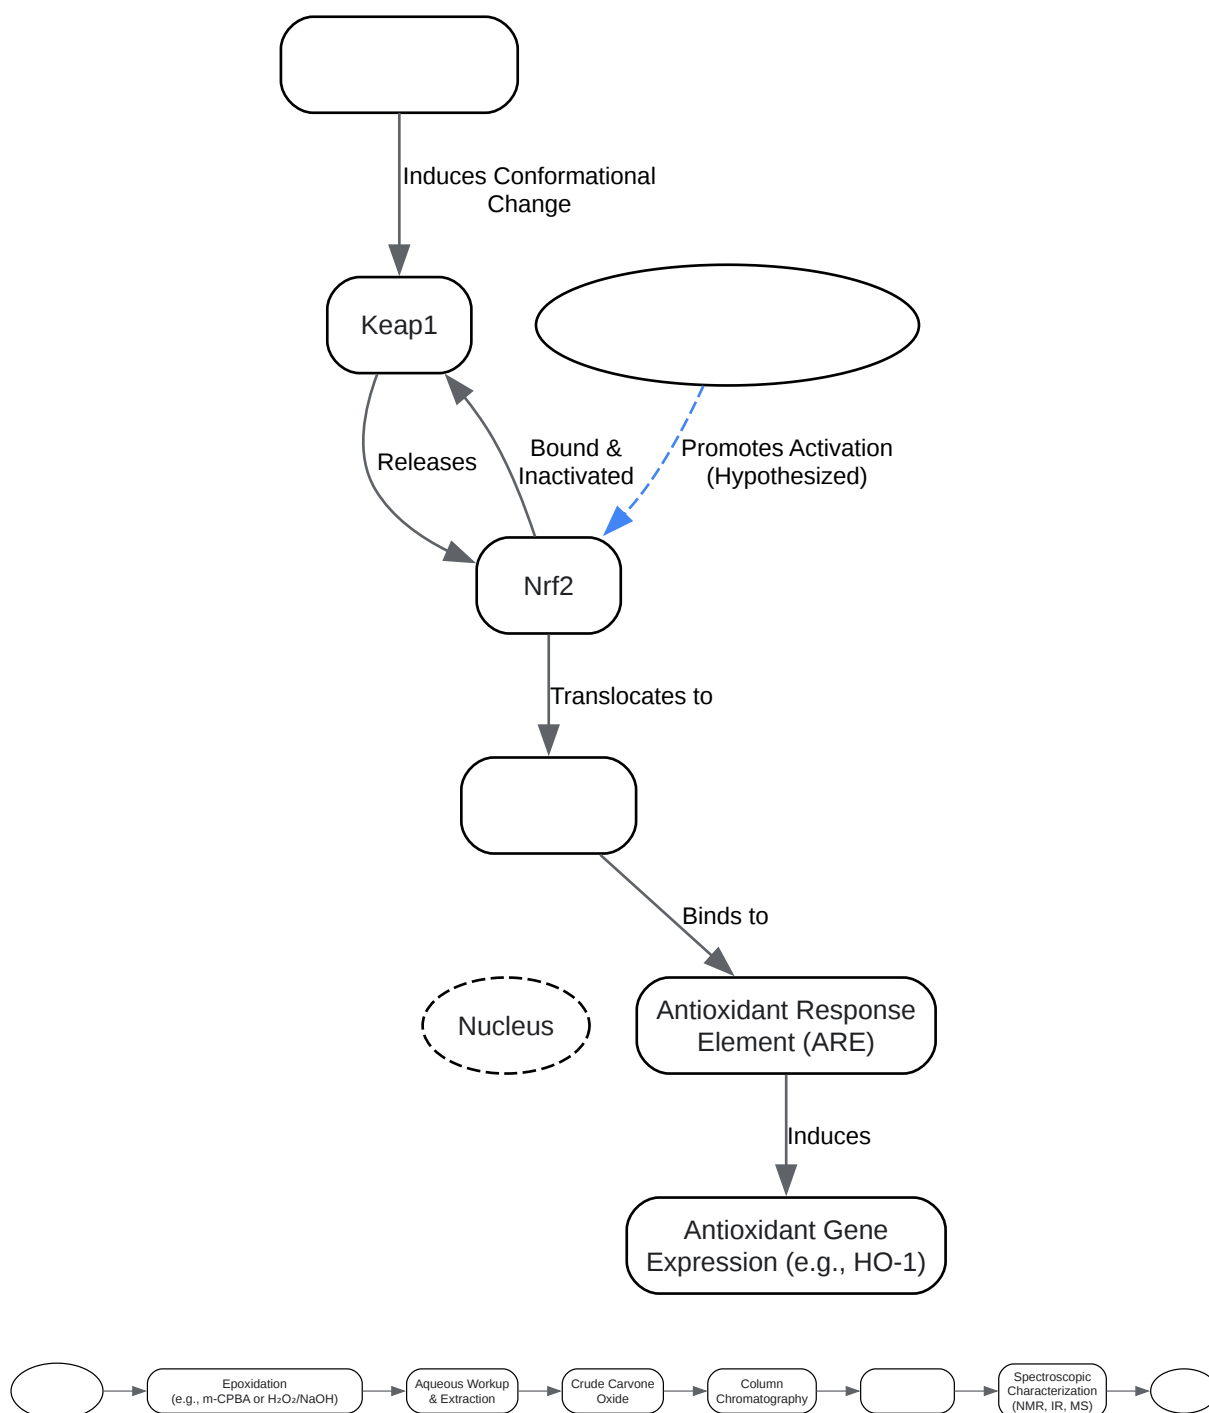 Induces Conformational
Change
Keap1
Releases
Bound &
Inactivated
Promotes Activation
(Hypothesized)
Nrf2
Translocates to
Binds to
Nucleus
Antioxidant Response
Element (ARE)
Induces
Antioxidant Gene
Expression (e.g., HO-1)
Epoxidation
(e.g., m-CPBA or H₂O₂/NaOH)
Aqueous Workup
& Extraction
Crude Carvone
Oxide
Column
Chromatography
Spectroscopic
Characterization
(NMR, IR, MS)